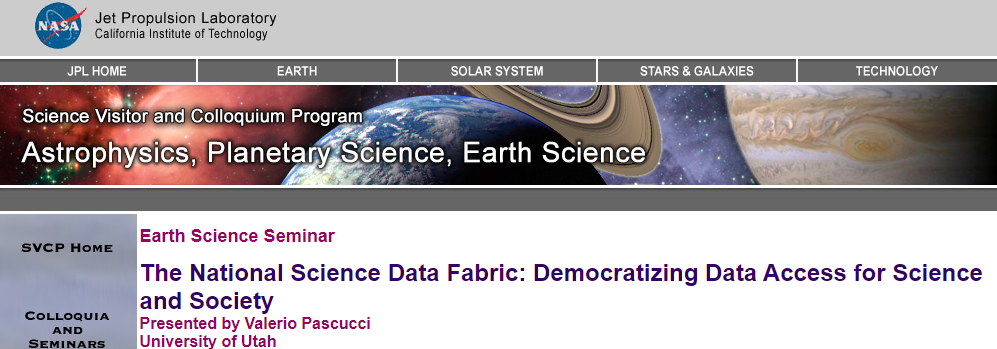 NASA
Jet Propulsion Laboratory
California Institute of Technology
JPL HOME
EARTH
SOLAR SYSTEM
STARS & GALAXIES
TECHNOLOGY
Science Visitor and Colloquium Program
Astrophysics, Planetary Science, Earth Science
SVCP Home
Colloquia
and
Seminars
Earth Science Seminar
The National Science Data Fabric: Democratizing Data Access for Science
and Society
Presented by Valerio Pascucci
University of Utah